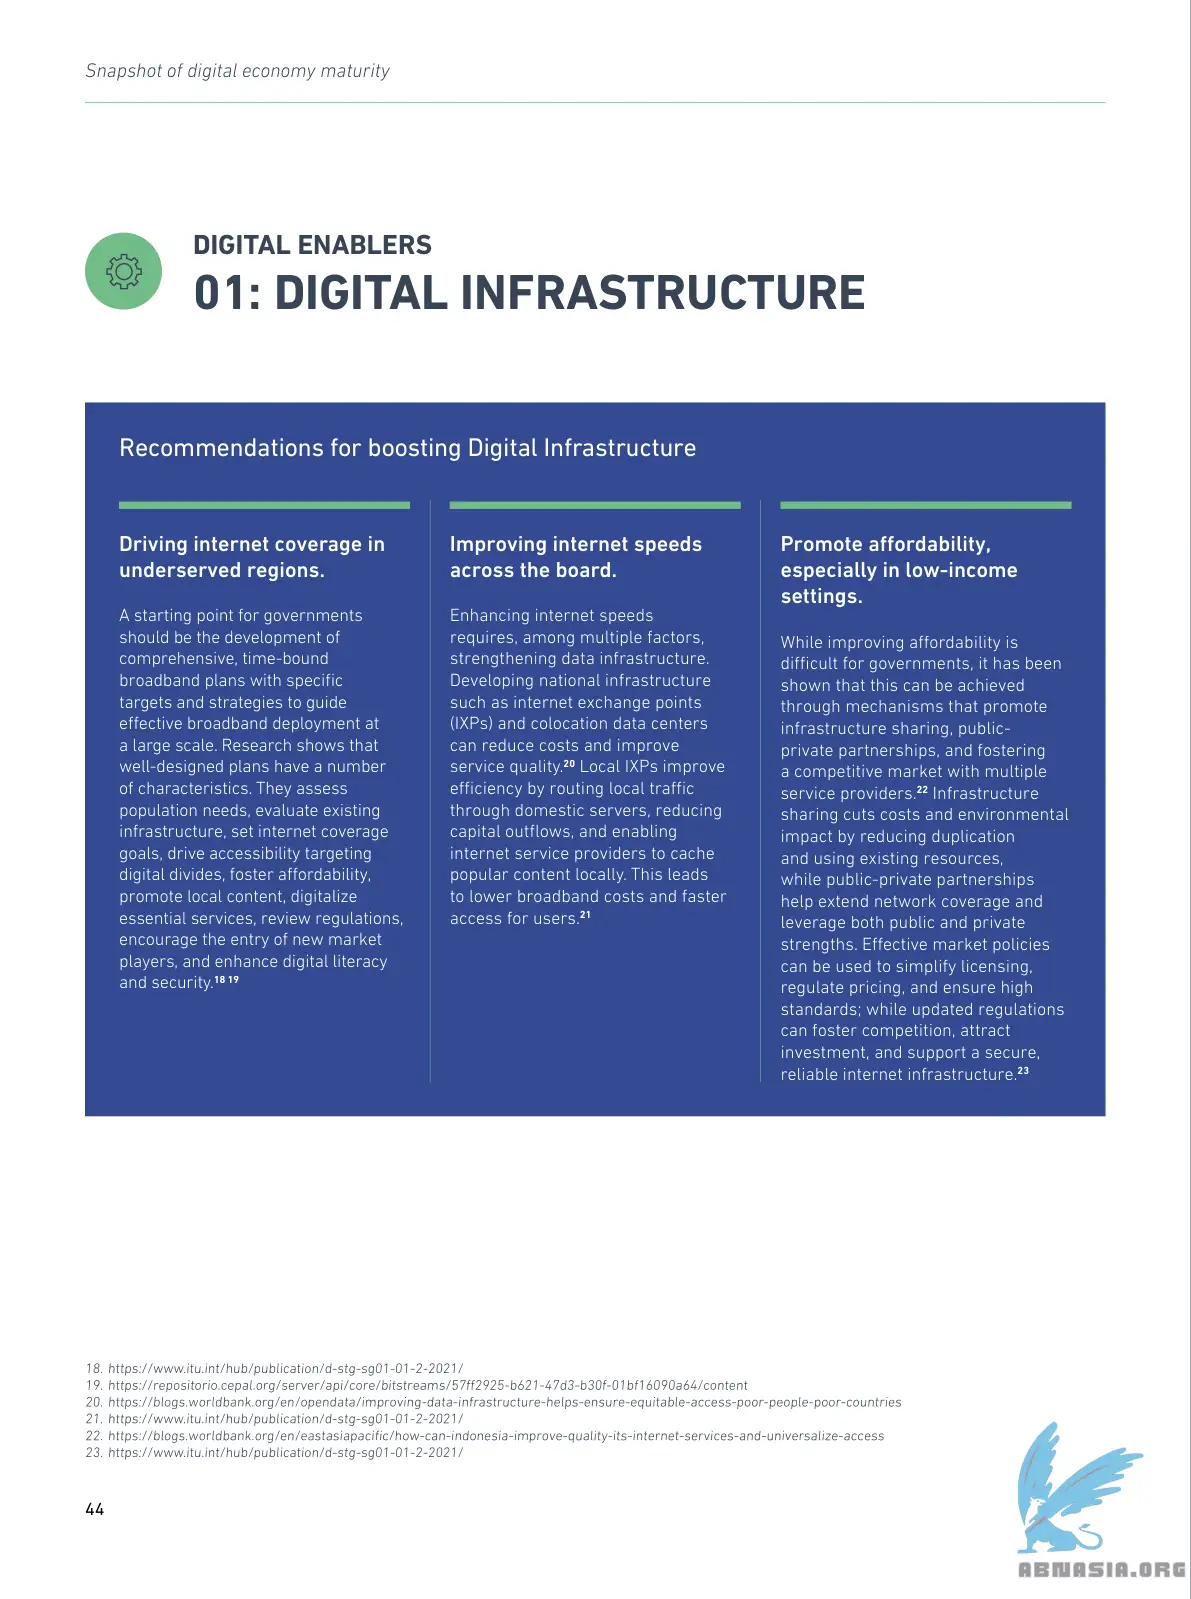 Snapshot of digital economy maturity
DIGITAL ENABLERS
01: DIGITAL INFRASTRUCTURE
Recommendations for boosting Digital Infrastructure
Driving internet coverage in
underserved regions.
A starting point for governments
should be the development of
comprehensive, time-bound
broadband plans with specific
targets and strategies to guide
effective broadband deployment at
a large scale. Research shows that
well-designed plans have a number
of characteristics. They assess
population needs, evaluate existing
infrastructure, set internet coverage
goals, drive accessibility targeting
digital divides, foster affordability,
promote local content, digitalize
essential services, review regulations,
encourage the entry of new market
players, and enhance digital literacy
and security.18 19
Improving internet speeds
across the board.
Enhancing internet speeds
requires, among multiple factors,
strengthening data infrastructure.
Developing national infrastructure
such as internet exchange points
(IXPs) and colocation data centers
can reduce costs and improve
service quality.20 Local IXPs improve
efficiency by routing local traffic
through domestic servers, reducing
capital outflows, and enabling
internet service providers to cache
popular content locally. This leads
to lower broadband costs and faster
access for users.21
Promote affordability,
especially in low-income
settings.
While improving affordability is
difficult for governments, it has been
shown that this can be achieved
through mechanisms that promote
infrastructure sharing, public-
private partnerships, and fostering
a competitive market with multiple
service providers.22 Infrastructure
sharing cuts costs and environmental
impact by reducing duplication
and using existing resources,
while public-private partnerships
help extend network coverage and
leverage both public and private
strengths. Effective market policies
can be used to simplify licensing,
regulate pricing, and ensure high
standards; while updated regulations
can foster competition, attract
investment, and support a secure,
reliable internet infrastructure.23
18. https://www.itu.int/hub/publication/d-stg-sg01-01-2-2021/
19. https://repositorio.cepal.org/server/api/core/bitstreams/57ff2925-b621-47d3-b30f-01bf16090a64/content
20. https://blogs.worldbank.org/en/opendata/improving-data-infrastructure-helps-ensure-equitable-access-poor-people-poor-countries
21. https://www.itu.int/hub/publication/d-stg-sg01-01-2-2021/
22. https://blogs.worldbank.org/en/eastasiapacific/how-can-indonesia-improve-quality-its-internet-services-and-universalize-access
23. https://www.itu.int/hub/publication/d-stg-sg01-01-2-2021/
44
ABNASIA.ORG